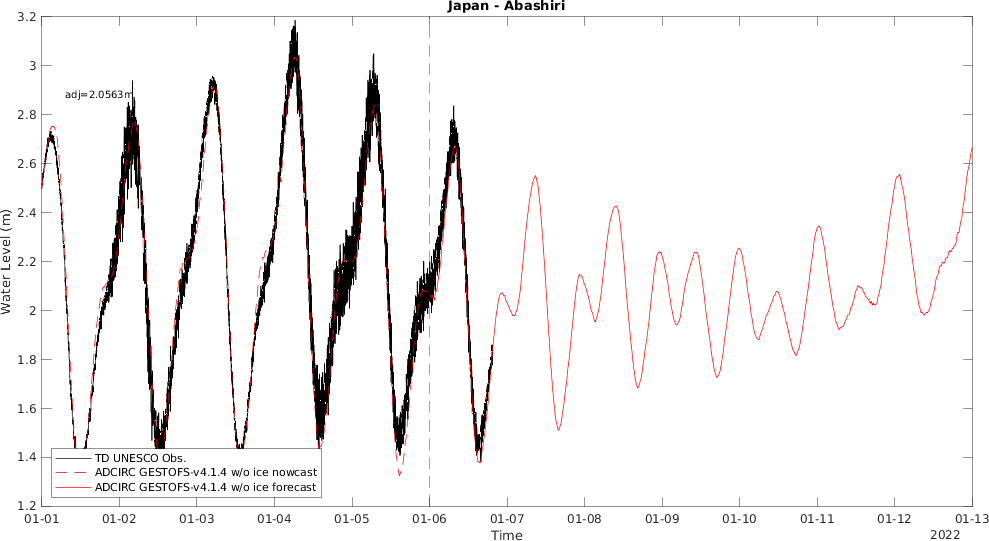 Japan - Abashiri
3.2
3
2.8
2.6
2.4
2.2
2
1.8
1.6
1.4
1.2
Water Level (m)
adj=2.0563m
TD UNESCO Obs.
ADCIRC GESTOFS-v4.1.4 w/o ice nowcast
ADCIRC GESTOFS-v4.1.4 w/o ice forecast
01-01 01-02 01-03 01-04 01-05 01-06 01-07 01-08 01-09 01-10 01-11 01-12 01-13
Time
2022